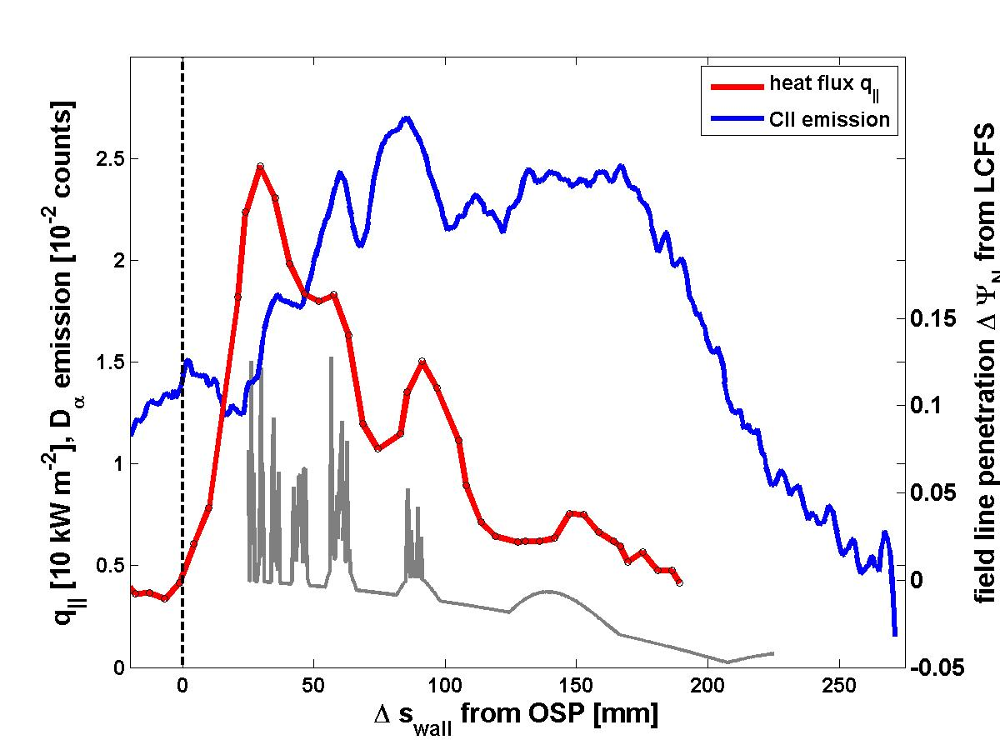 heat flux q||
CII emission
q|| [10 kW m-2], Dα emission [10-2 counts]
2.5
2
1.5
1
0.5
0
0.15
0.1
0.05
0
-0.05
field line penetration Δ ΨN from LCFS
0 50 100 150 200 250
Δ swall from OSP [mm]